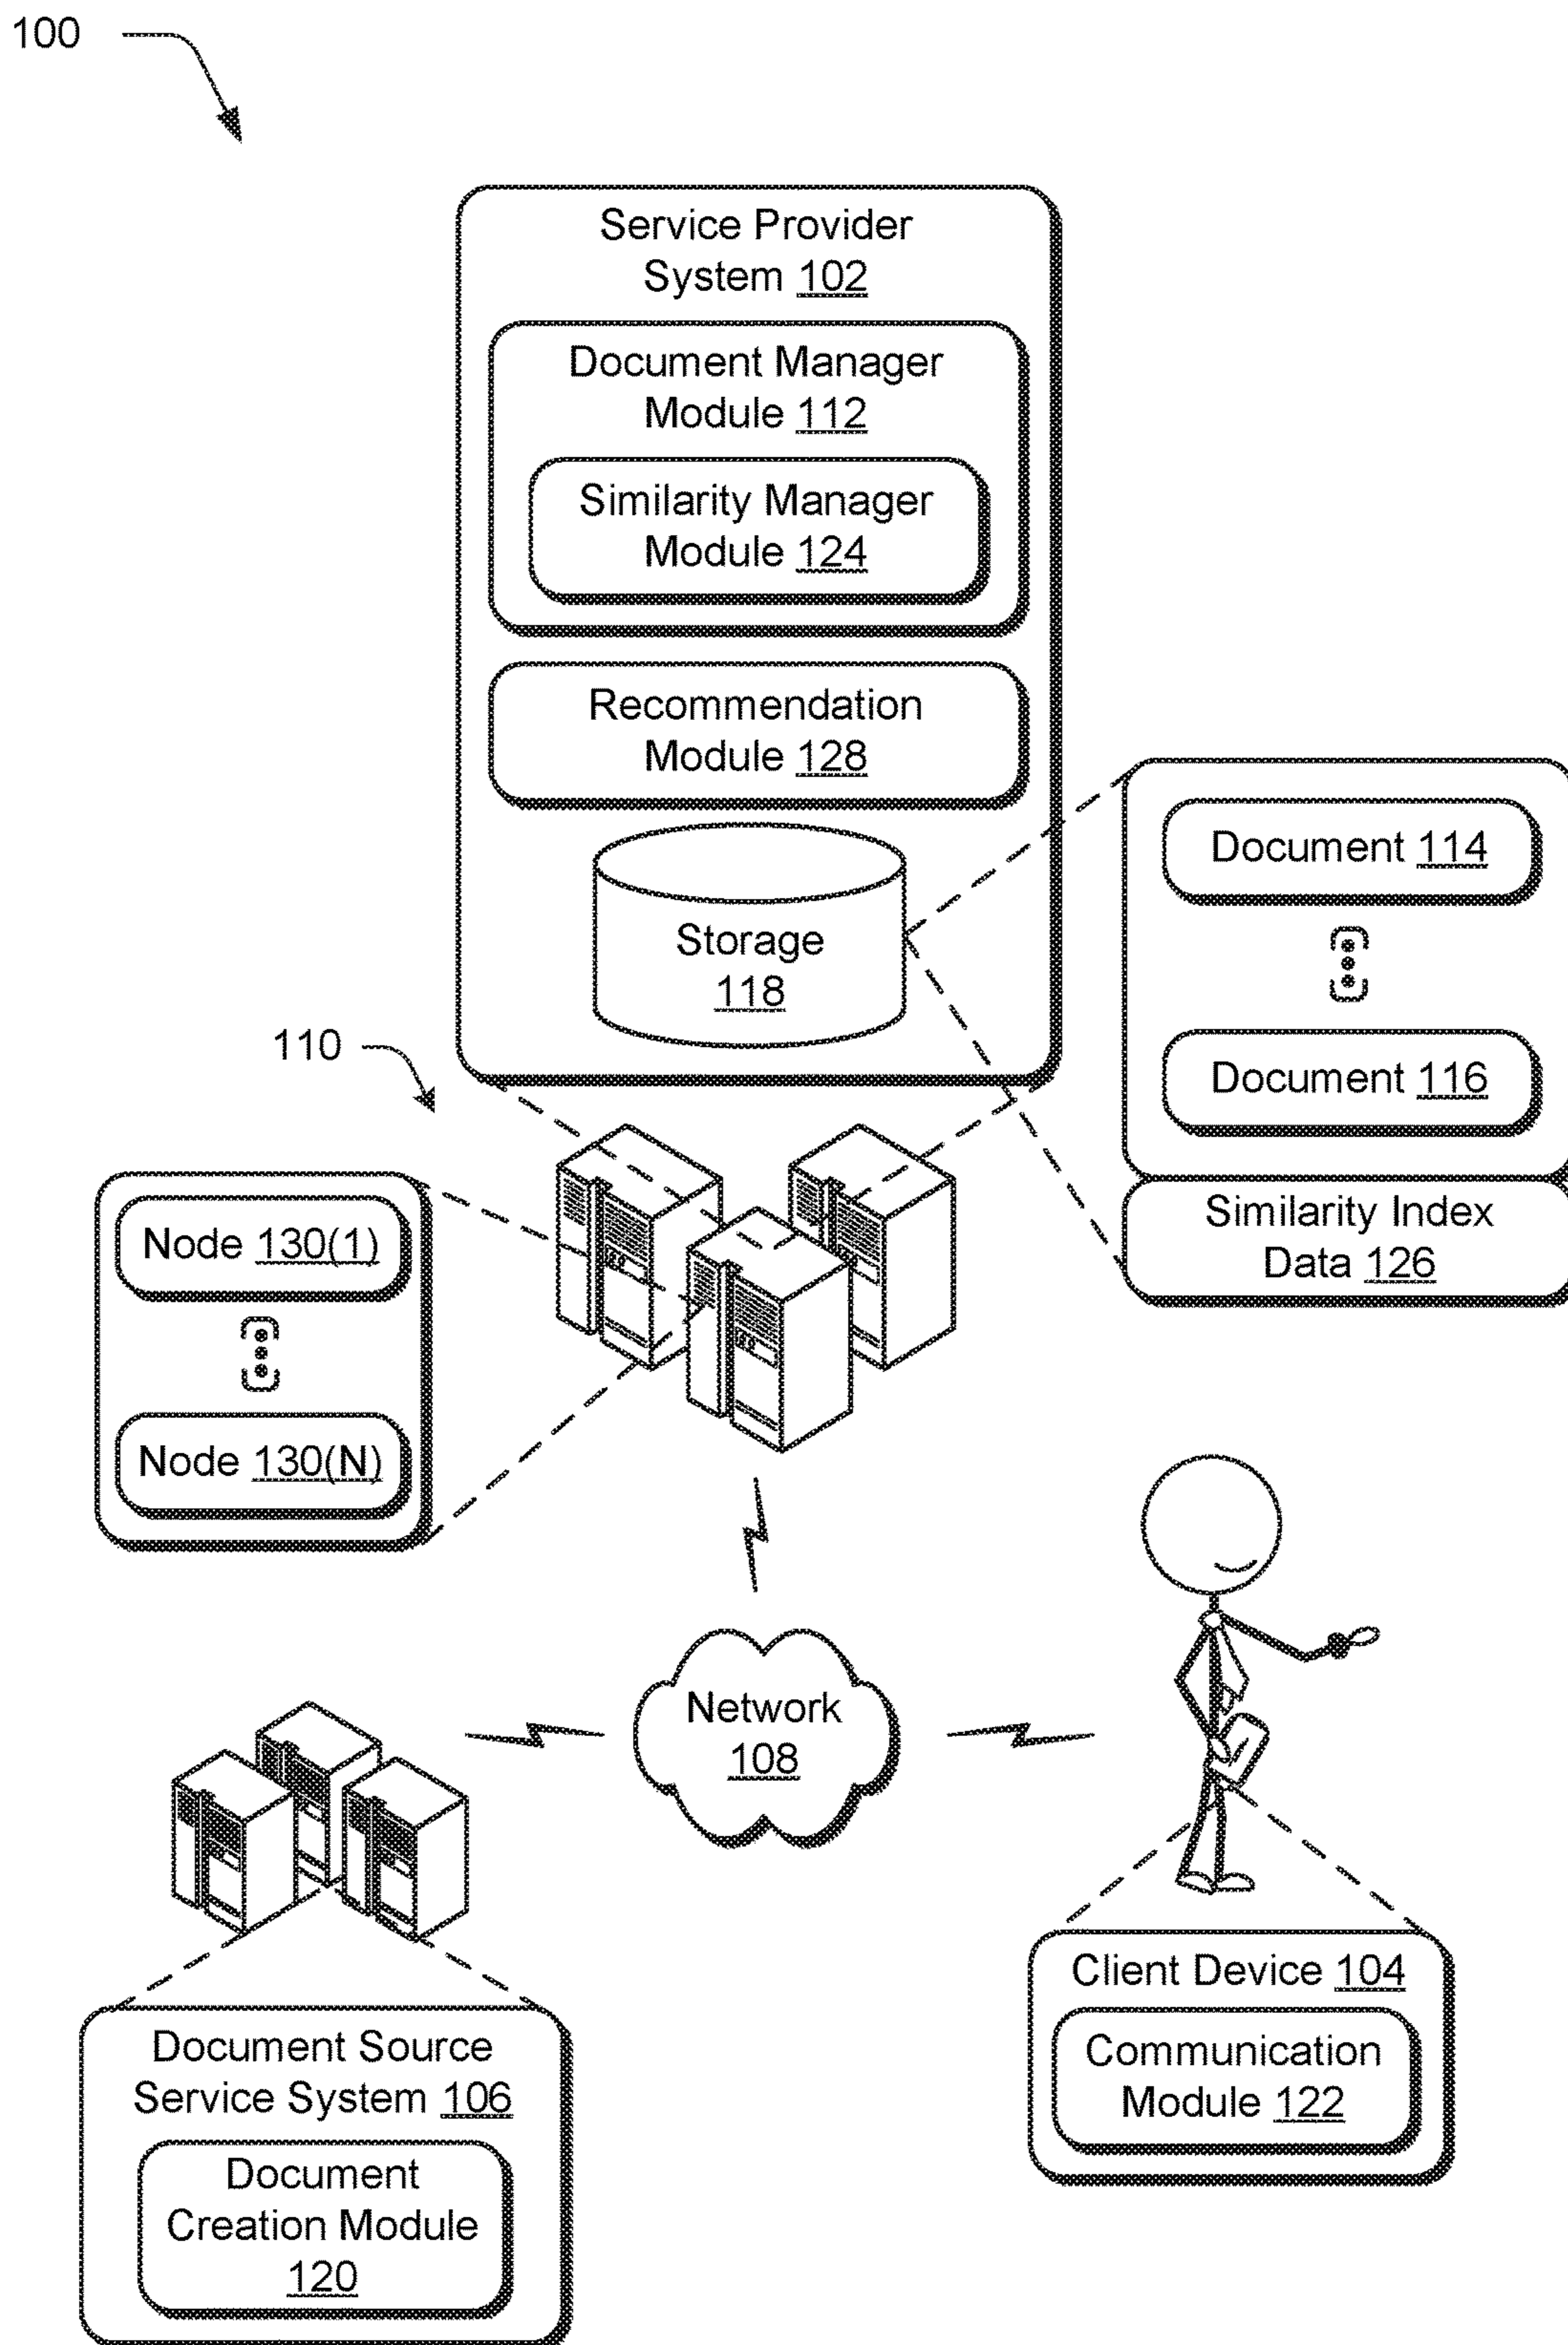 100
Service Provider
System 102
Document Manager
Module 112
Similarity Manager
Module 124
Recommendation
Module 128
Storage
118
Document 114
Document 116
Similarity Index
Data 126
110
Node 130(1)
Node 130(N)
Network
108
Document Source
Service System 106
Document
Creation Module
120
Client Device 104
Communication
Module 122